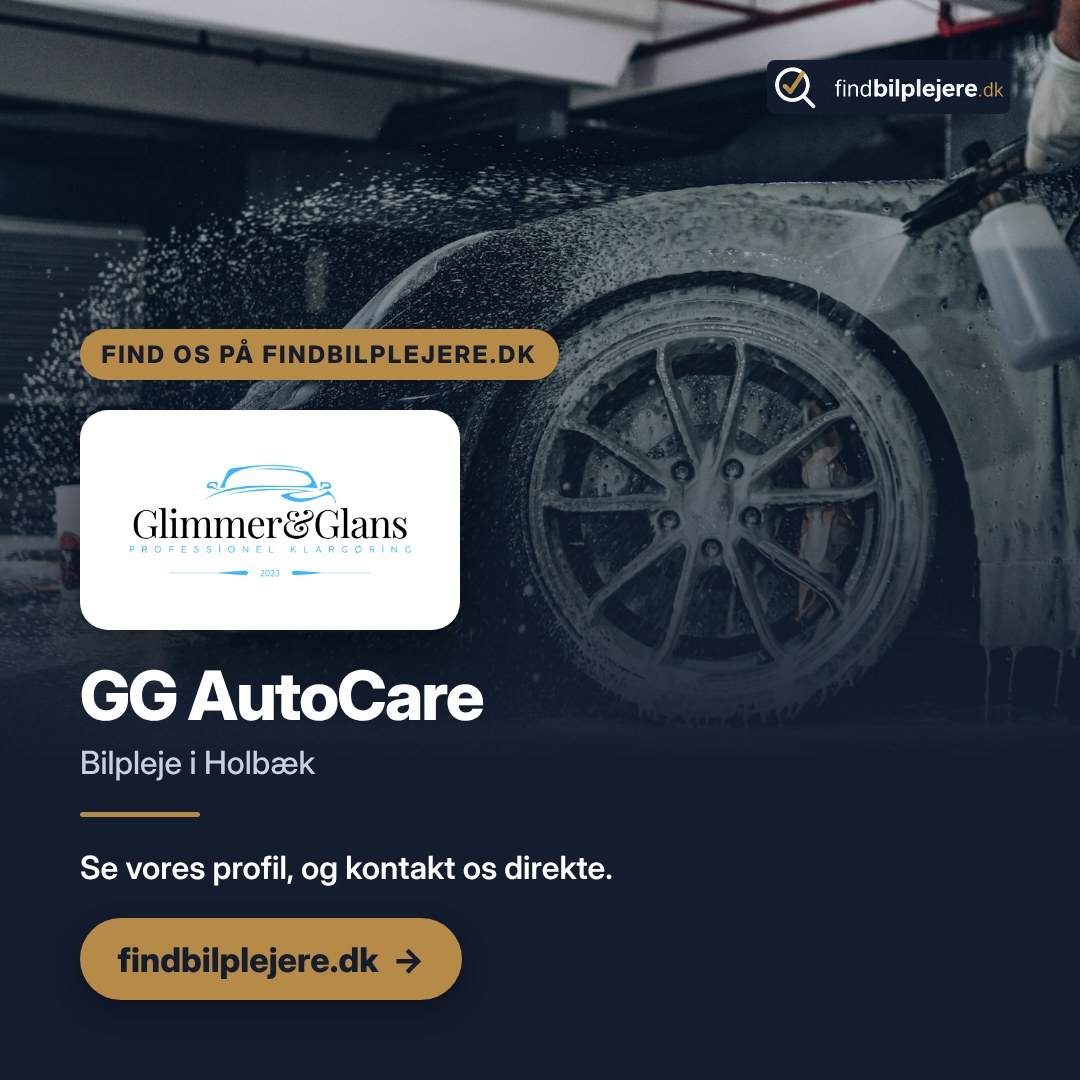 findbilplejere.dk
FIND OS PÅ FINDBILPLEJERE.DK
Glimmer&Glans
PROFESSIONEL KLARGØRING
2023
GG AutoCare
Bilpleje i Holbæk
Se vores profil, og kontakt os direkte.
findbilplejere.dk →